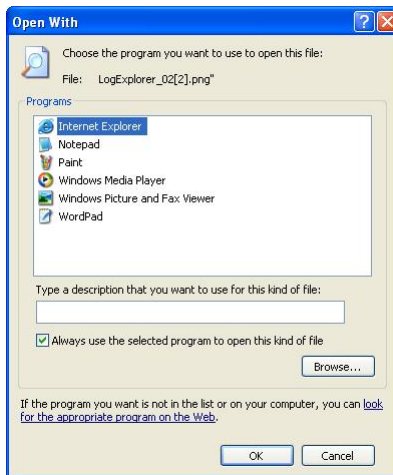 Open With
Choose the program you want to use to open this file:
File: LogExplorer_02[2].png"
Programs
Internet Explorer
Notepad
Paint
Windows Media Player
Windows Picture and Fax Viewer
WordPad
Type a description that you want to use for this kind of file:
Always use the selected program to open this kind of file
Browse...
If the program you want is not in the list or on your computer, you can look
for the appropriate program on the Web.
OK Cancel